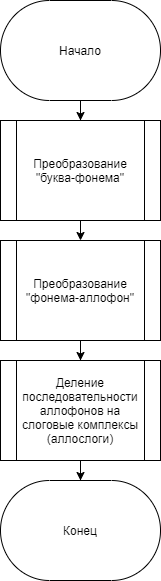 Начало
Преобразование
"буква-фонема"
Преобразование
"фонема-аллофон"
Деление
последовательности
аллофонов на
слоговые комплексы
(аллослоги)
Конец